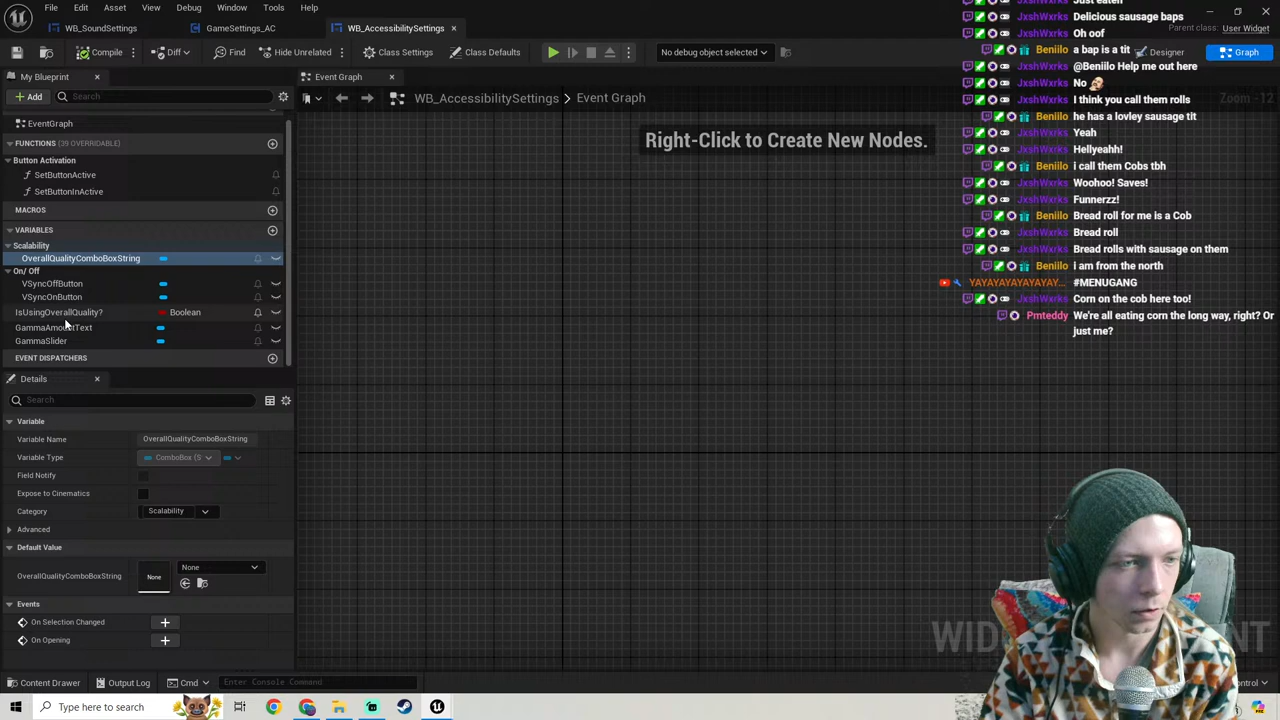 File Edit Asset View Debug Window Tools Help
WB_SoundSettings
GameSettings_AC
WB_AccessibilitySettings
Parent class: User Widget
Compile
Diff
Find
Hide Unrelated
Class Settings
Class Defaults
No debug object selected
Designer
Graph
My Blueprint
Add
Search
EventGraph
FUNCTIONS (39 OVERRIDABLE)
Button Activation
SetButtonActive
SetButtonInActive
MACROS
VARIABLES
Scalability
OverallQualityComboBoxString
On/ Off
VSyncOffButton
VSyncOnButton
IsUsingOverallQuality? Boolean
GammaAmountText
GammaSlider
EVENT DISPATCHERS
Details
Search
Variable
Variable Name OverallQualityComboBoxString
Variable Type ComboBox (S
Field Notify
Expose to Cinematics
Category Scalability
Advanced
Default Value
OverallQualityComboBoxString None None
Events
On Selection Changed
On Opening
Event Graph
WB_AccessibilitySettings > Event Graph
Zoom -12
Right-Click to Create New Nodes.
Just eaten
JxshWxrks Delicious sausage baps
JxshWxrks Oh oof
Beniilo a bap is a tit
JxshWxrks @Beniilo Help me out here
JxshWxrks No
JxshWxrks I think you call them rolls
Beniilo he has a lovley sausage tit
JxshWxrks Yeah
JxshWxrks Hellyeahh!
Beniilo i call them Cobs tbh
JxshWxrks Woohoo! Saves!
JxshWxrks Funnerzz!
Beniilo Bread roll for me is a Cob
JxshWxrks Bread roll
JxshWxrks Bread rolls with sausage on them
Beniilo i am from the north
YAYAYAYAYAYAYAY... #MENUGANG
JxshWxrks Corn on the cob here too!
Pmteddy We're all eating corn the long way, right? Or
just me?
Content Drawer
Output Log
Cmd
Enter Console Command
Type here to search